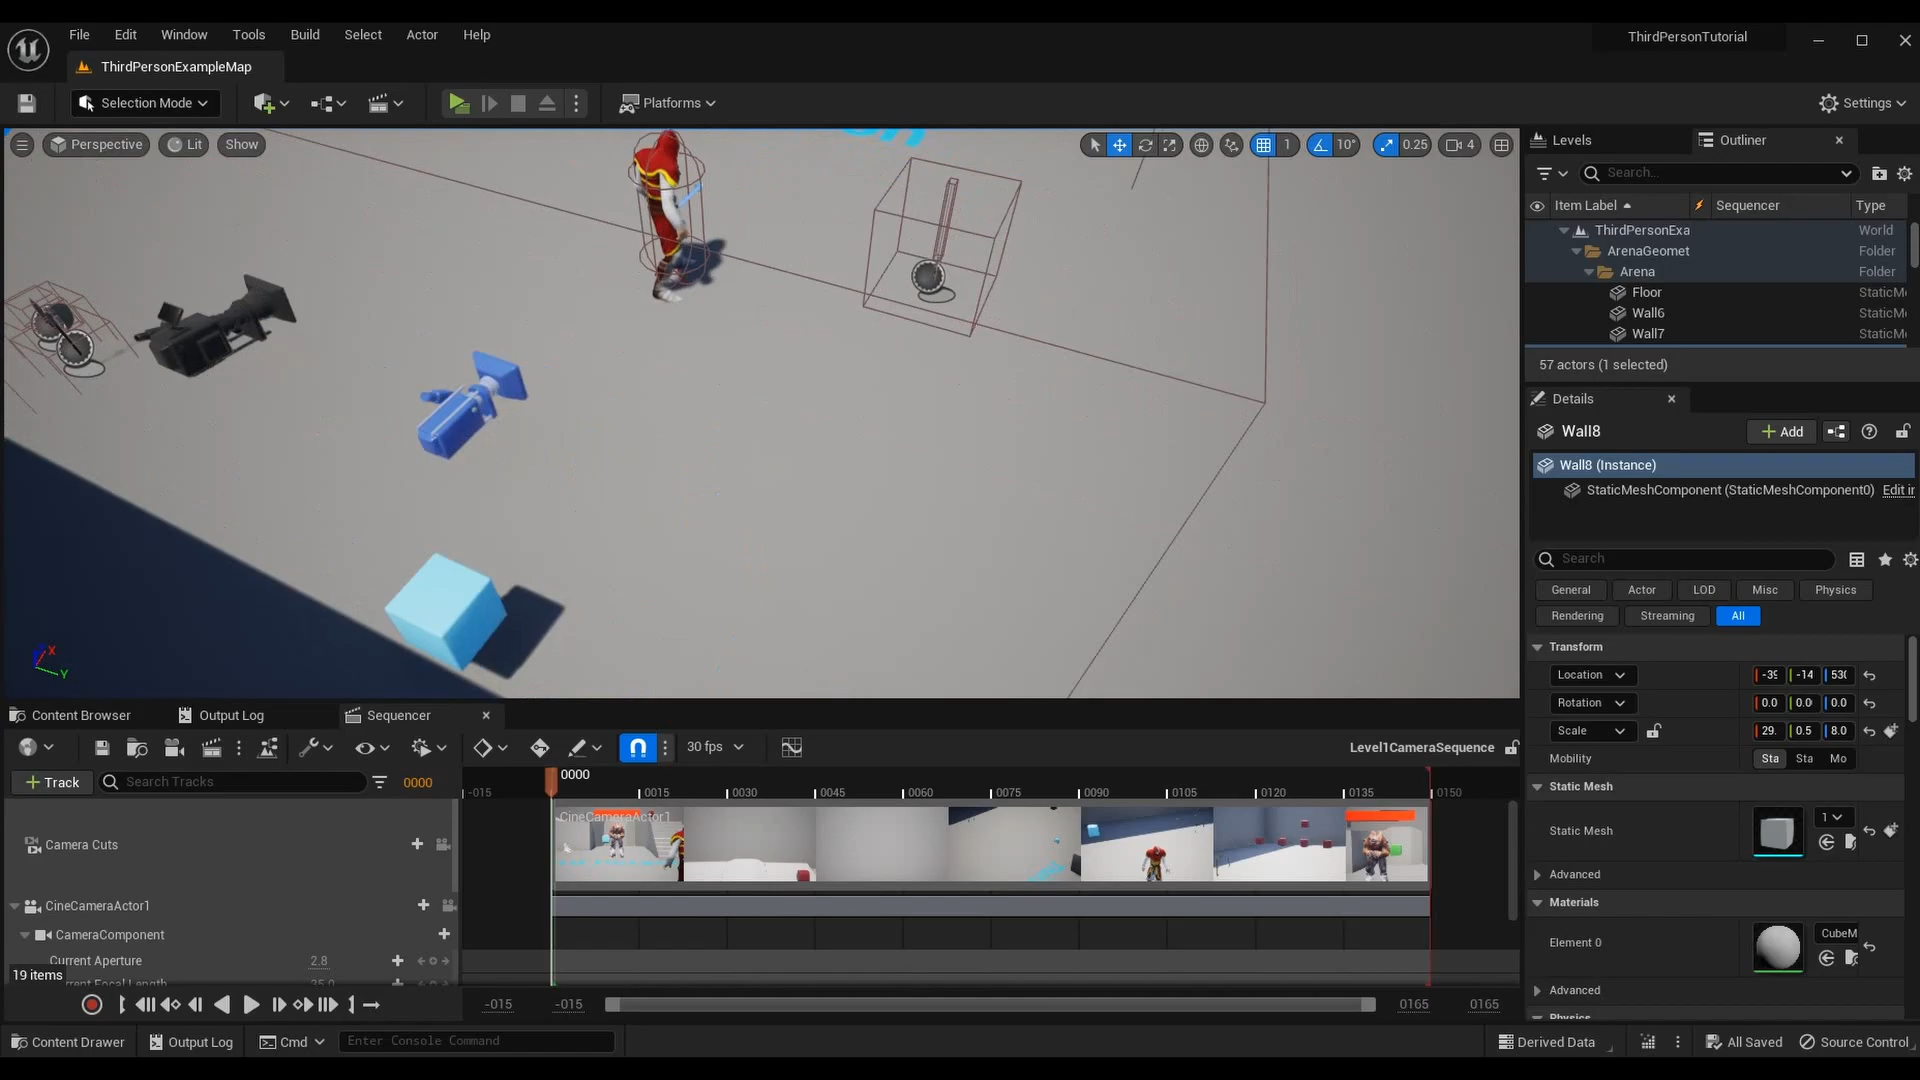 File Edit Window Tools Build Select Actor Help
ThirdPersonTutorial
ThirdPersonExampleMap
Selection Mode
Platforms
Settings
Perspective Lit Show
1 10° 0.25 4
Levels Outliner
Search...
Item Label Sequencer Type
ThirdPersonExa World
ArenaGeomet Folder
Arena Folder
Floor StaticM
Wall6 StaticM
Wall7 StaticM
57 actors (1 selected)
Details
Wall8
Add
Wall8 (Instance)
StaticMeshComponent (StaticMeshComponent0) Edit in
Search
General Actor LOD Misc Physics
Rendering Streaming All
Transform
Location -39 -14 530
Rotation 0.0 0.0 0.0
Scale 29. 0.5 8.0
Mobility Sta Sta Mo
Static Mesh
Static Mesh 1
Advanced
Materials
Element 0 CubeM
Advanced
Physics
X
Y
Content Browser Output Log Sequencer
30 fps
Level1CameraSequence
Track
Search Tracks
0000
0000
-015 0015 0030 0045 0060 0075 0090 0105 0120 0135 0150
CineCameraActor1
Camera Cuts
CineCameraActor1
CameraComponent
Current Aperture 2.8
19 items
-015 -015 0165 0165
Content Drawer Output Log Cmd Enter Console Command
Derived Data All Saved Source Control